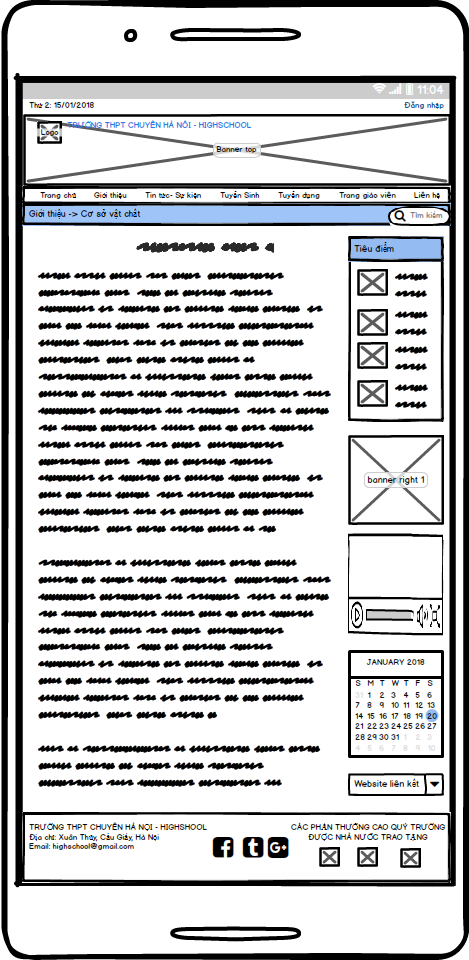 11:04
Thứ 2: 15/01/2018
Đăng nhập
Logo
TRƯỜNG THPT CHUYÊN HÀ NỘI - HIGHSCHOOL
Banner top
Trang chủ Giới thiệu Tin tức- Sự kiện Tuyển Sinh Tuyển dụng Trang giáo viên Liên hệ
Giới thiệu -> Cơ sở vật chất
Tìm kiếm
Tiêu điểm
banner right 1
JANUARY 2018
S M T W T F S
31 1 2 3 4 5 6
7 8 9 10 11 12 13
14 15 16 17 18 19 20
21 22 23 24 25 26 27
28 29 30 31 1 2 3
4 5 6 7 8 9 10
Website liên kết
TRƯỜNG THPT CHUYÊN HÀ NỘI - HIGHSHOOL
Địa chỉ: Xuân Thủy, Cầu Giấy, Hà Nội
Email: highschool@gmail.com
CÁC PHẦN THƯỞNG CAO QUÝ TRƯỜNG
ĐƯỢC NHÀ NƯỚC TRAO TẶNG